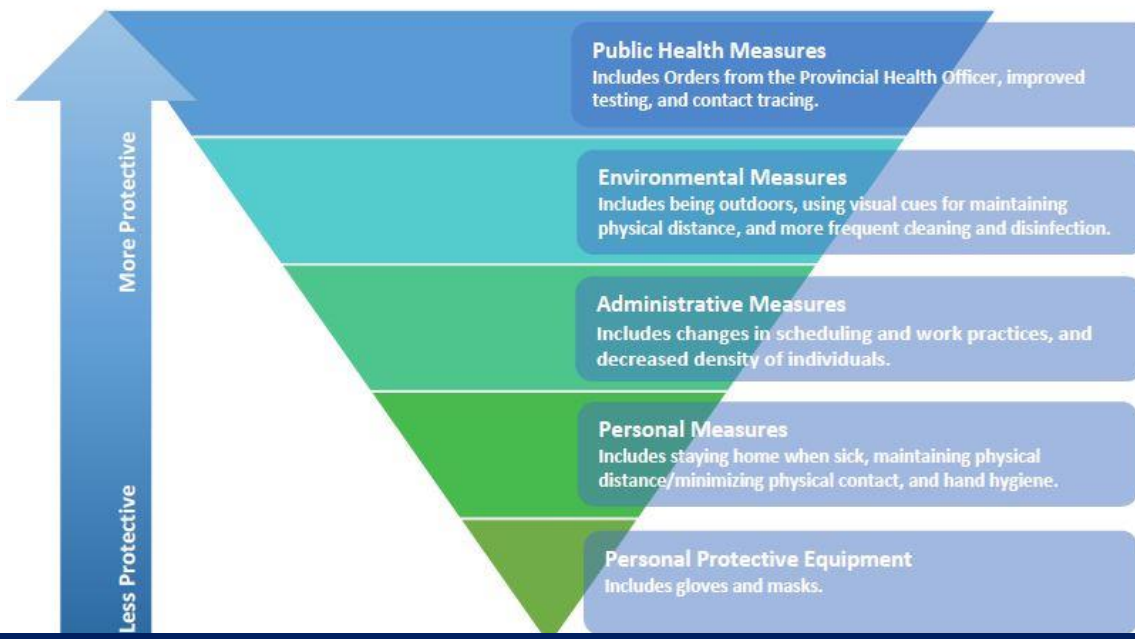 Public Health Measures
Includes Orders from the Provincial Health Officer, improved
testing, and contact tracing.
More Protective
Environmental Measures
Includes being outdoors, using visual cues for maintaining
physical distance, and more frequent cleaning and disinfection.
Administrative Measures
Includes changes in scheduling and work practices, and
decreased density of individuals.
Personal Measures
Includes staying home when sick, maintaining physical
distance/minimizing physical contact, and hand hygiene.
Less Protective
Personal Protective Equipment
Includes gloves and masks.